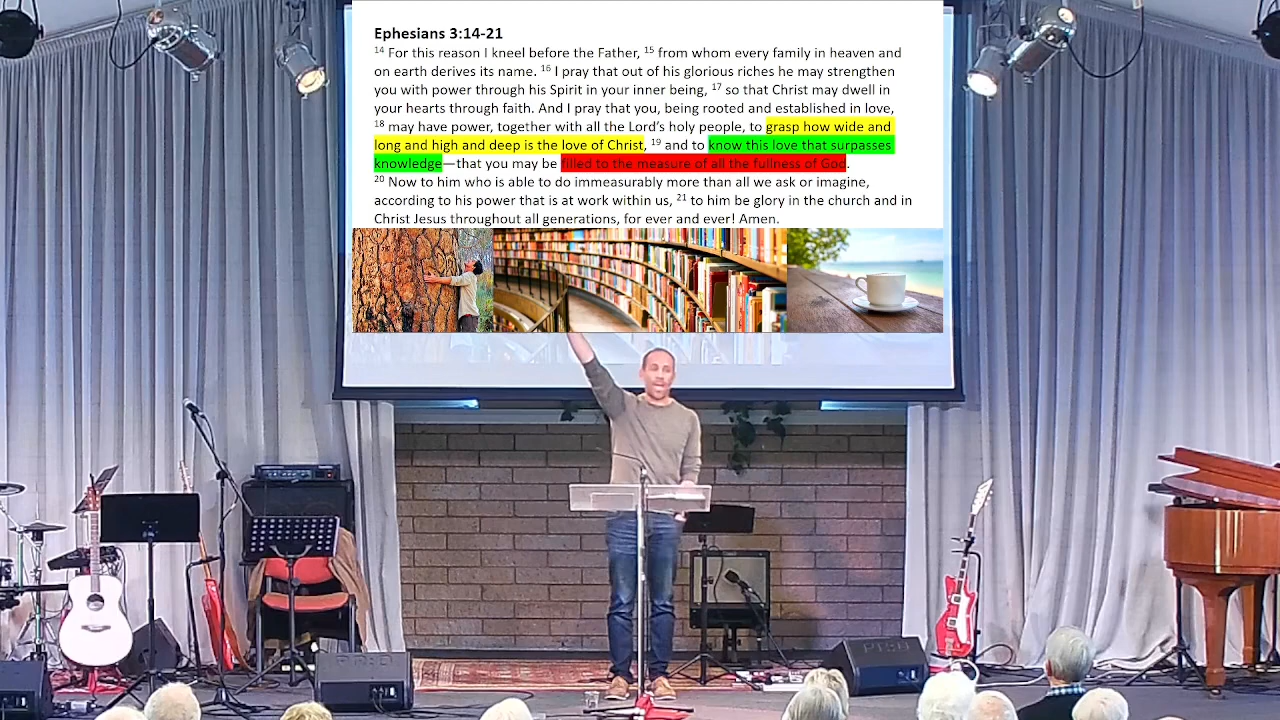 Ephesians 3:14-21
14 For this reason I kneel before the Father, 15 from whom every family in heaven and
on earth derives its name. 16 I pray that out of his glorious riches he may strengthen
you with power through his Spirit in your inner being, 17 so that Christ may dwell in
your hearts through faith. And I pray that you, being rooted and established in love,
18 may have power, together with all the Lord's holy people, to grasp how wide and
long and high and deep is the love of Christ, 19 and to know this love that surpasses
knowledge—that you may be filled to the measure of all the fullness of God.
20 Now to him who is able to do immeasurably more than all we ask or imagine,
according to his power that is at work within us, 21 to him be glory in the church and in
Christ Jesus throughout all generations, for ever and ever! Amen.